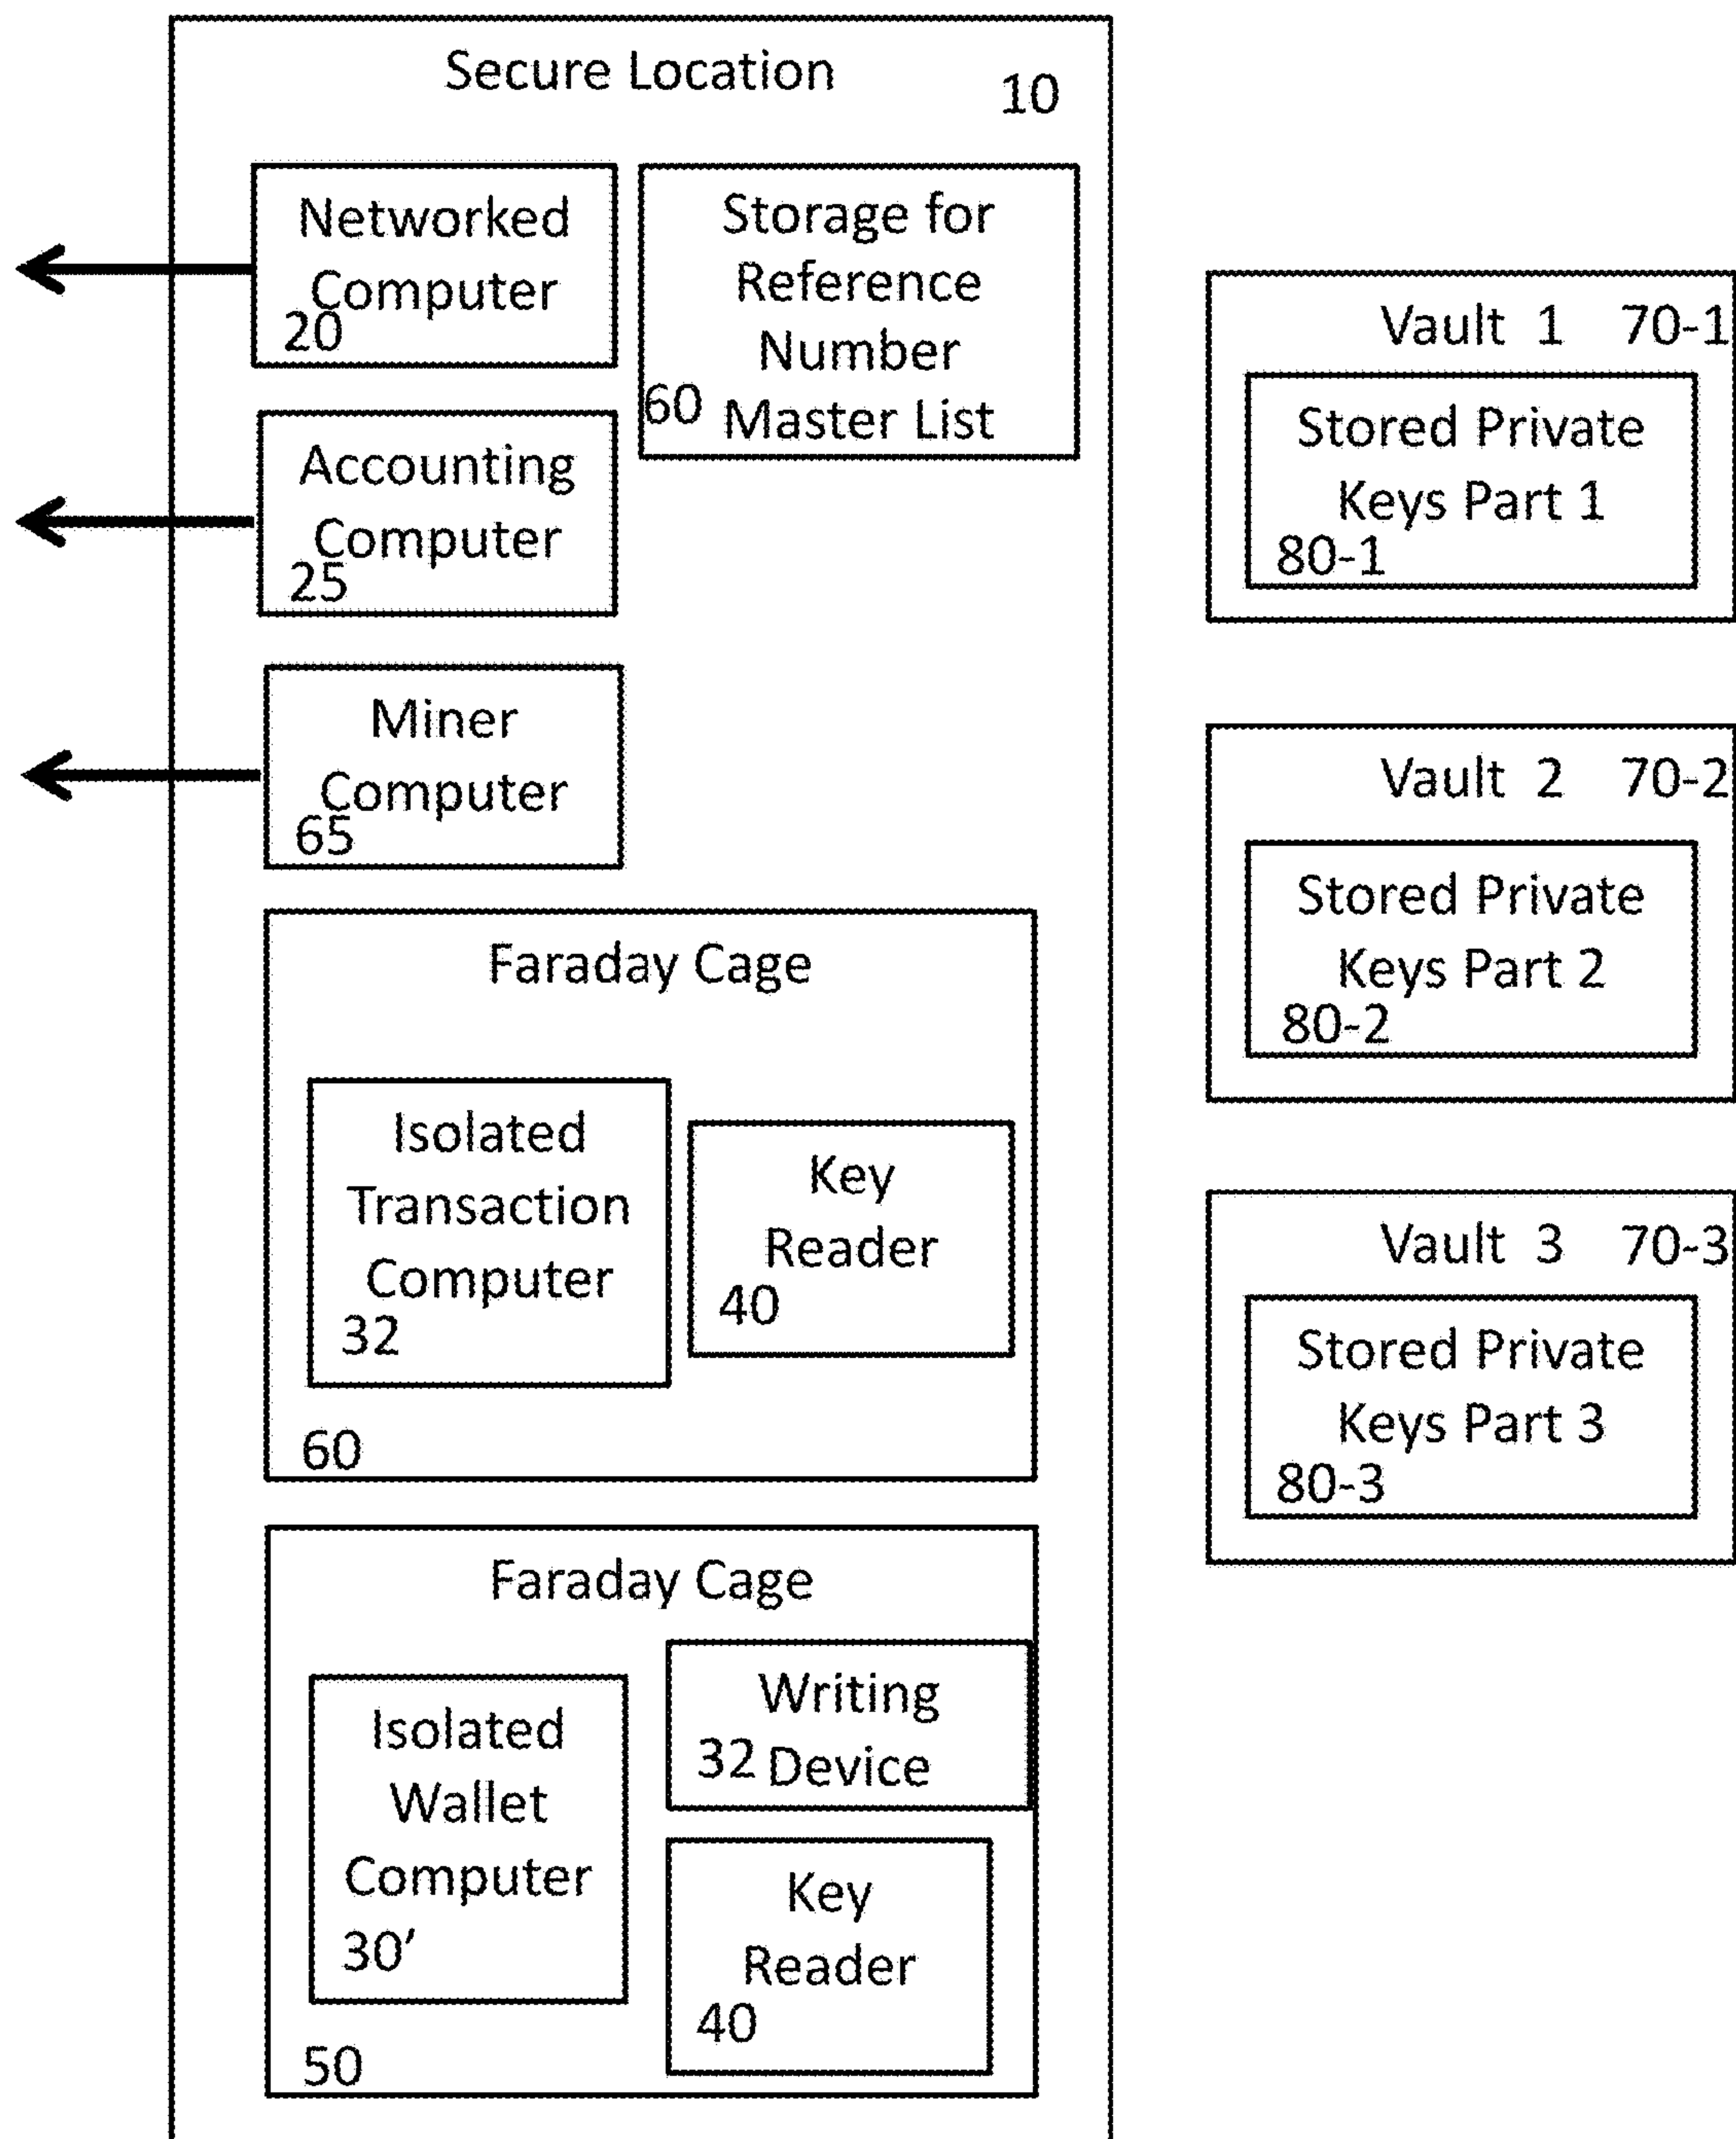 Secure Location
10
Networked
Computer
20
Storage for
Reference
Number
60 Master List
Accounting
Computer
25
Miner
Computer
65
Faraday Cage
Isolated
Transaction
Computer
32
Key
Reader
40
60
Faraday Cage
Isolated
Wallet
Computer
30'
Writing
32 Device
Key
Reader
40
50
Vault 1 70-1
Stored Private
Keys Part 1
80-1
Vault 2 70-2
Stored Private
Keys Part 2
80-2
Vault 3 70-3
Stored Private
Keys Part 3
80-3